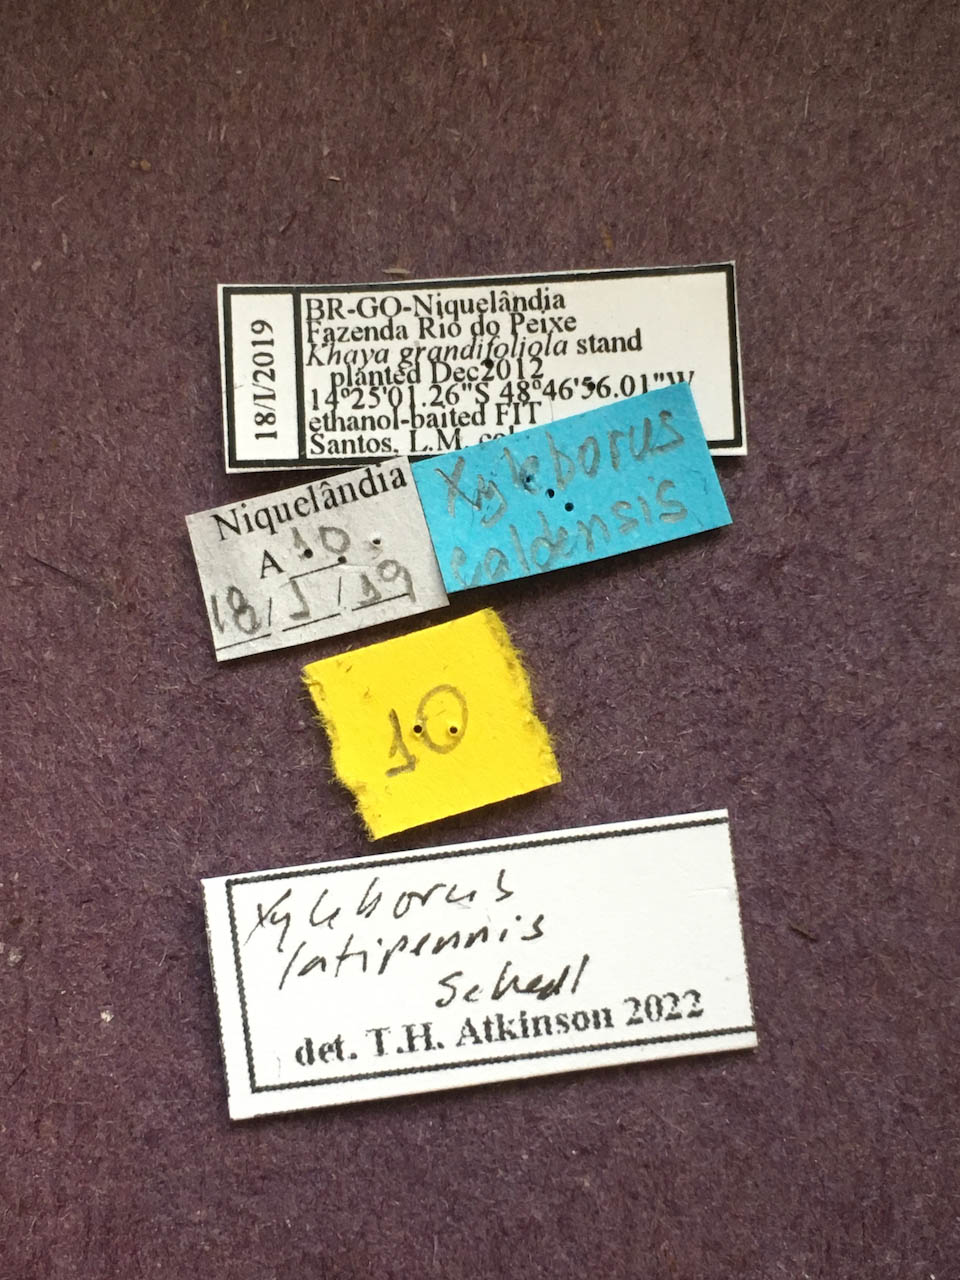 18/I/2019
BR-GO-Niquelândia
Fazenda Rio do Peixe
Khaya grandifoliola stand
planted Dec2012
14°25'01.26"S 48°46'56.01"W
ethanol-baited FIT
Santos, L.M. col
Niquelândia
A 10
18/I/19
Xyleborus
caldensis
10
Xyleborus
latipennis
Schedl
det. T.H. Atkinson 2022